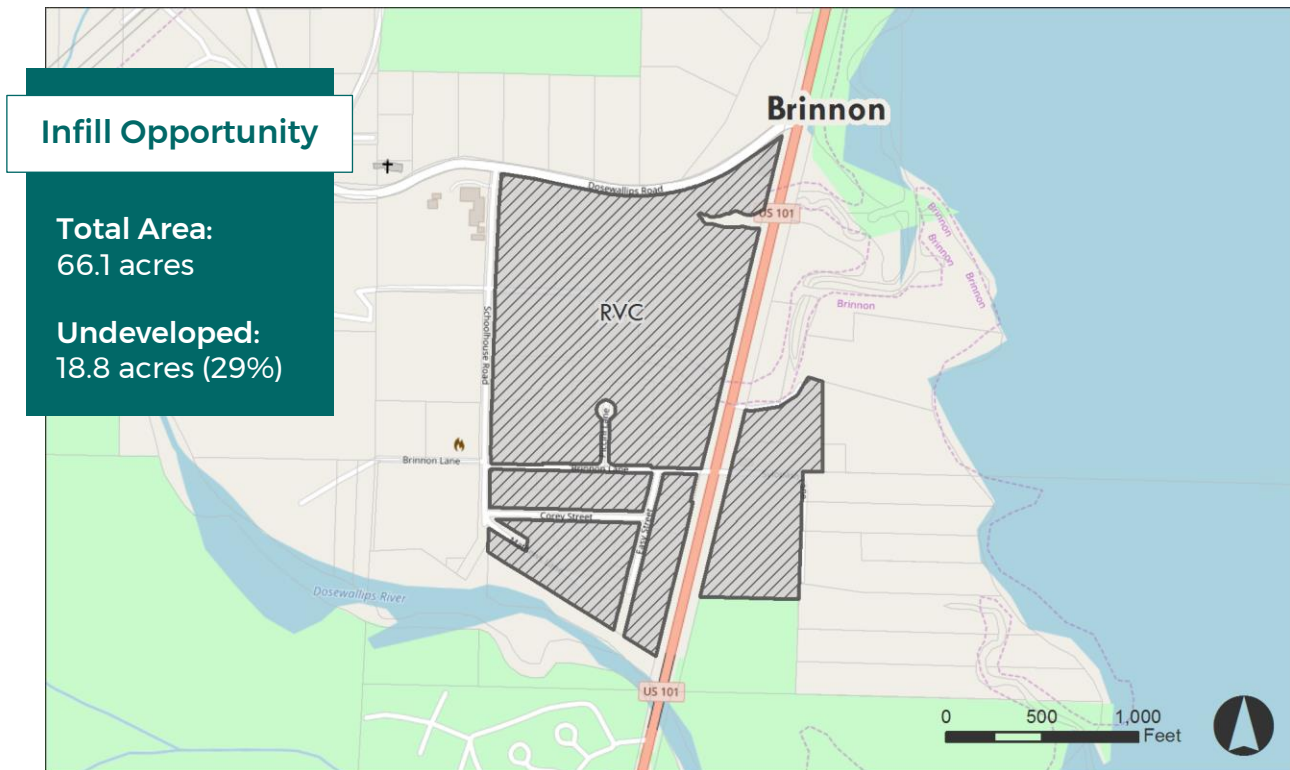 Infill Opportunity
Total Area:
66.1 acres
Undeveloped:
18.8 acres (29%)
Brinnon
Dosewallips Road
US 101
Brinnon
Brinnon
Brinnon
Brinnon
RVC
Schoolhouse Road
Brinnon Lane
Brinnon Lane
Corey Street
Easy Street
Dosewallips River
US 101
0 500 1,000
Feet